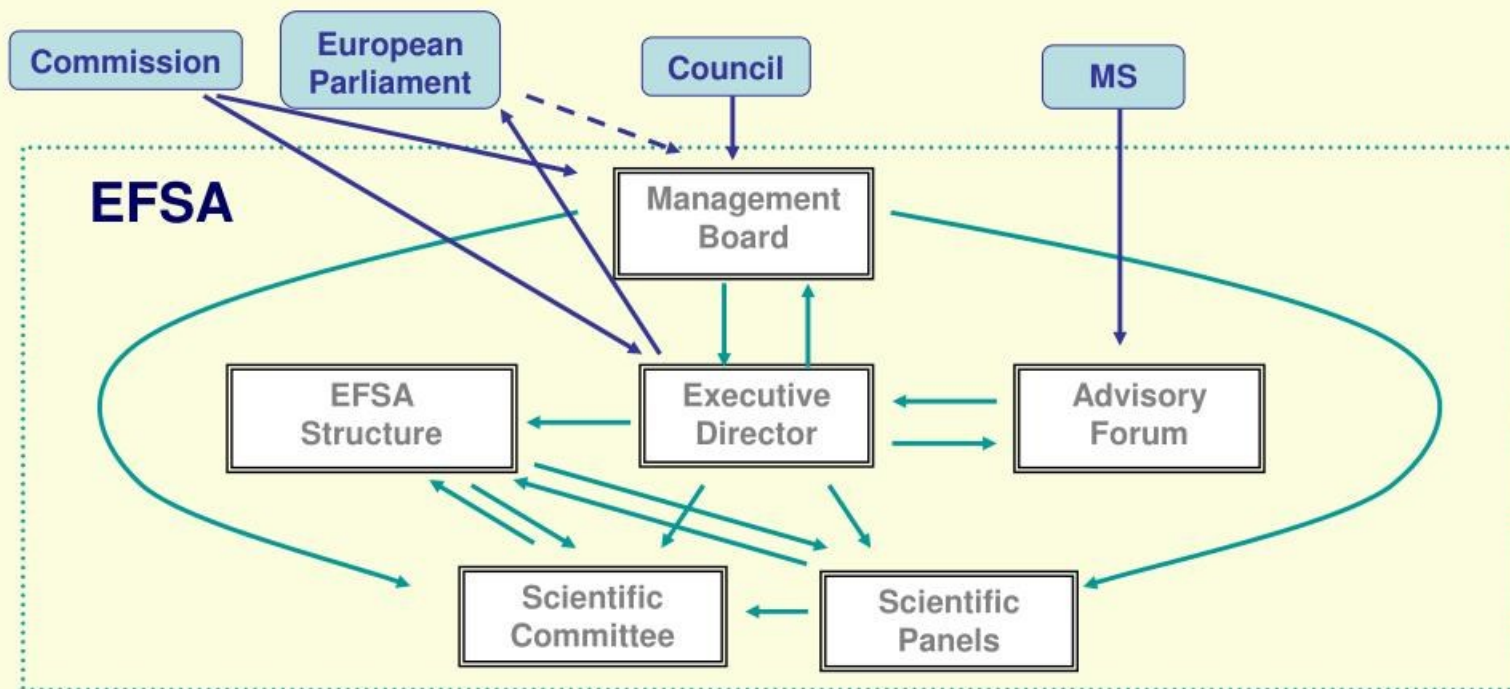 Commission
European
Parliament
Council
MS
EFSA
Management
Board
EFSA
Structure
Executive
Director
Advisory
Forum
Scientific
Committee
Scientific
Panels